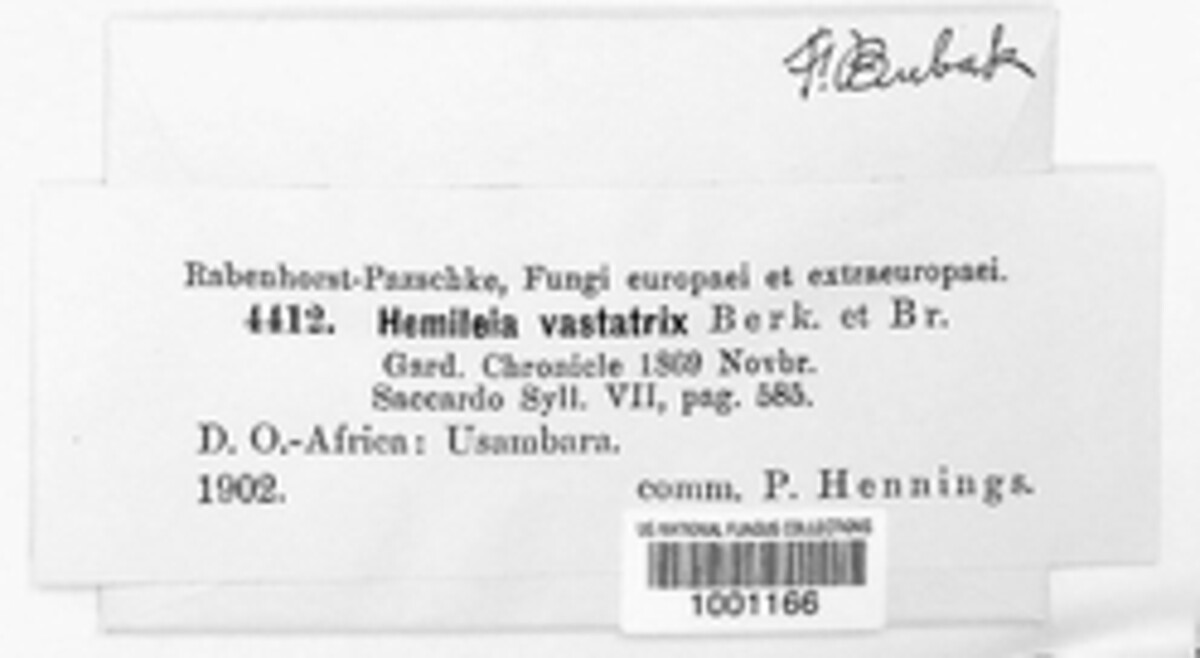 F. Bubak
Rabenhorst-Pazschke, Fungi europaei et extraeuropaei.
4412. Hemileia vastatrix Berk. et Br.
Gard. Chronicle 1869 Novbr.
Saccardo Syll. VII, pag. 585.
D. O.-Africa: Usambara.
1902. comm. P. Hennings.
US NATIONAL FUNGUS COLLECTIONS
1001166